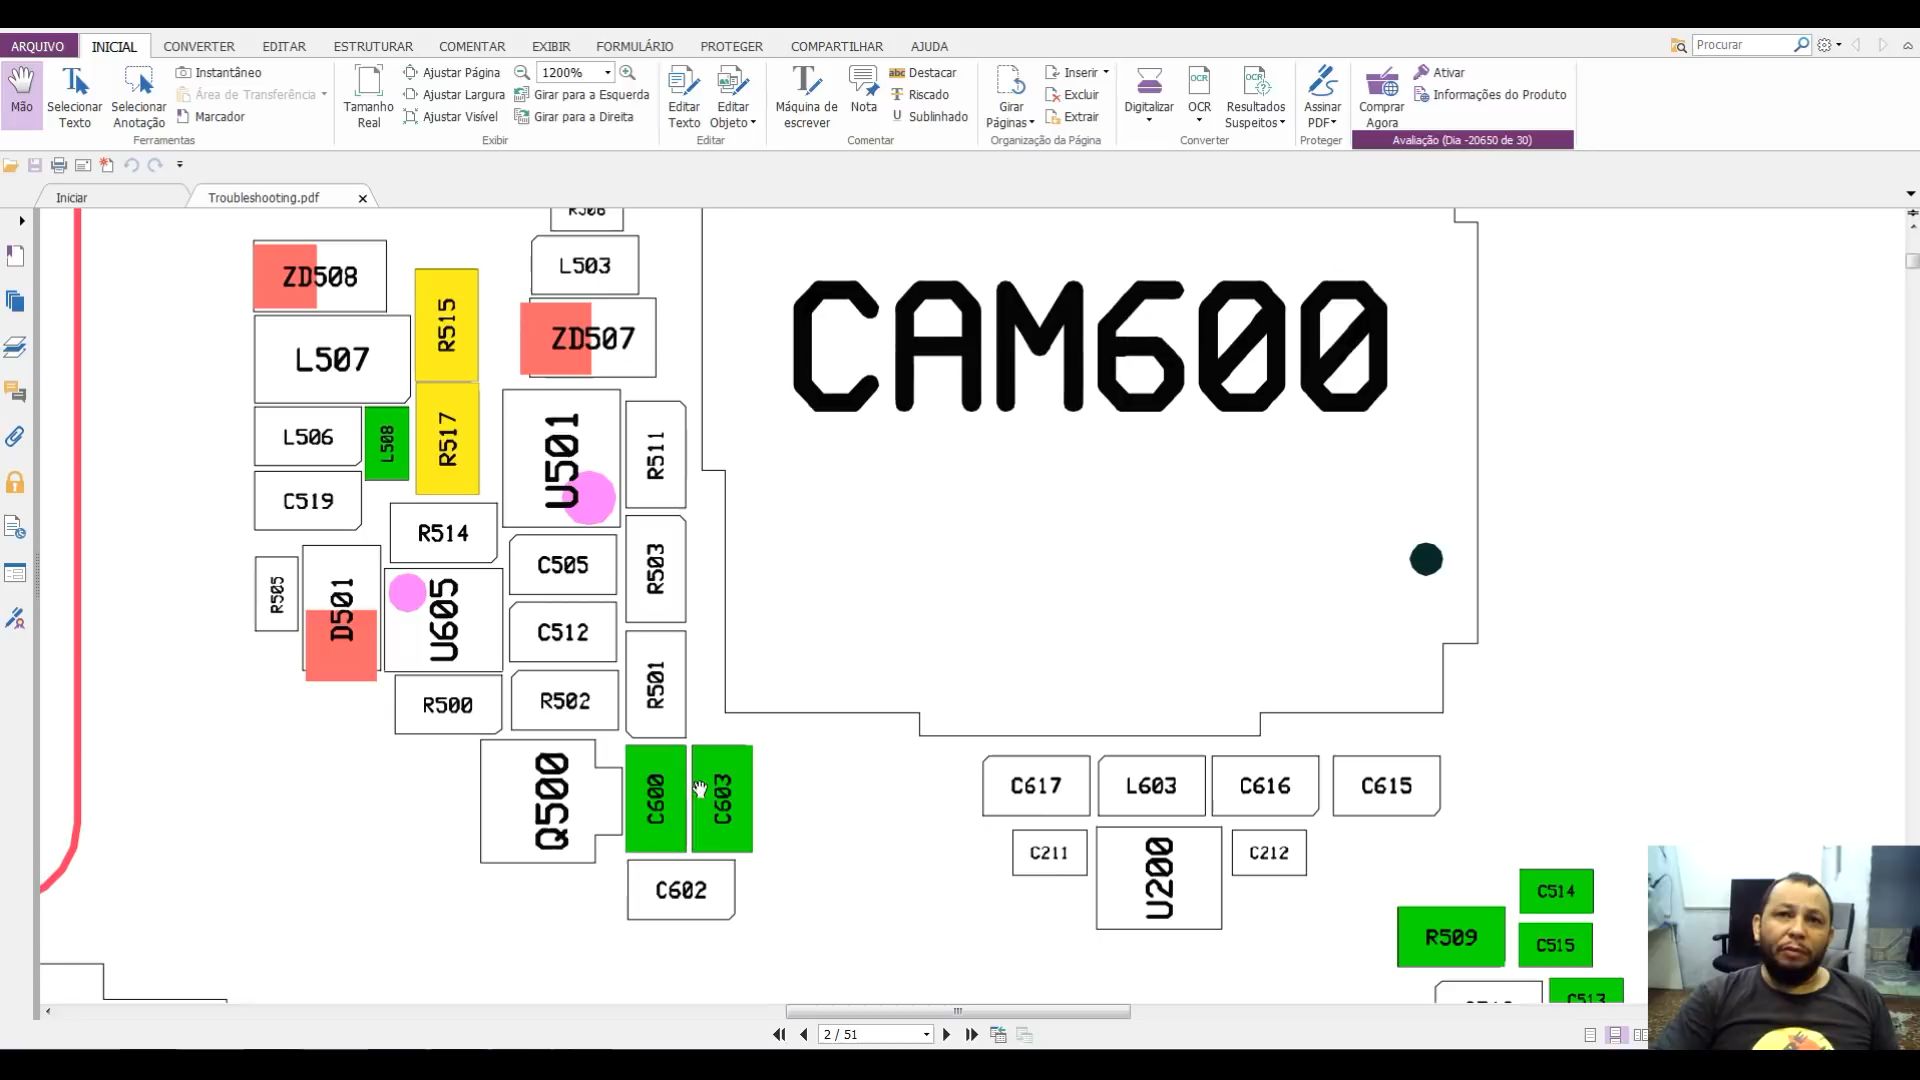 ARQUIVO INICIAL CONVERTER EDITAR ESTRUTURAR COMENTAR EXIBIR FORMULÁRIO PROTEGER COMPARTILHAR AJUDA Procurar
Mão
Selecionar Texto
Selecionar Anotação
Instantâneo
Área de Transferência
Marcador
Ferramentas
Tamanho Real
Ajustar Página
Ajustar Largura
Ajustar Visível
1200%
Girar para a Esquerda
Girar para a Direita
Exibir
Editar Texto
Editar Objeto
Editar
Máquina de escrever
Nota
abc Destacar
Riscado
U Sublinhado
Comentar
Girar Páginas
Inserir
Excluir
Extrair
Organização da Página
Digitalizar
OCR
OCR
OCR
Resultados Suspeitos
Converter
Assinar PDF
Proteger
Comprar Agora
Ativar
Informações do Produto
Avaliação (Dia -20650 de 30)
Iniciar
Troubleshooting.pdf
ZD508
L507
L506
C519
L508
R515
R517
L503
ZD507
U501
R511
R514
C505
R503
R505
D501
U605
C512
R500
R502
R501
Q500
C600
C603
C602
CAM600
C617
L603
C616
C615
C211
U200
C212
C514
R509
C515
C513
2 / 51